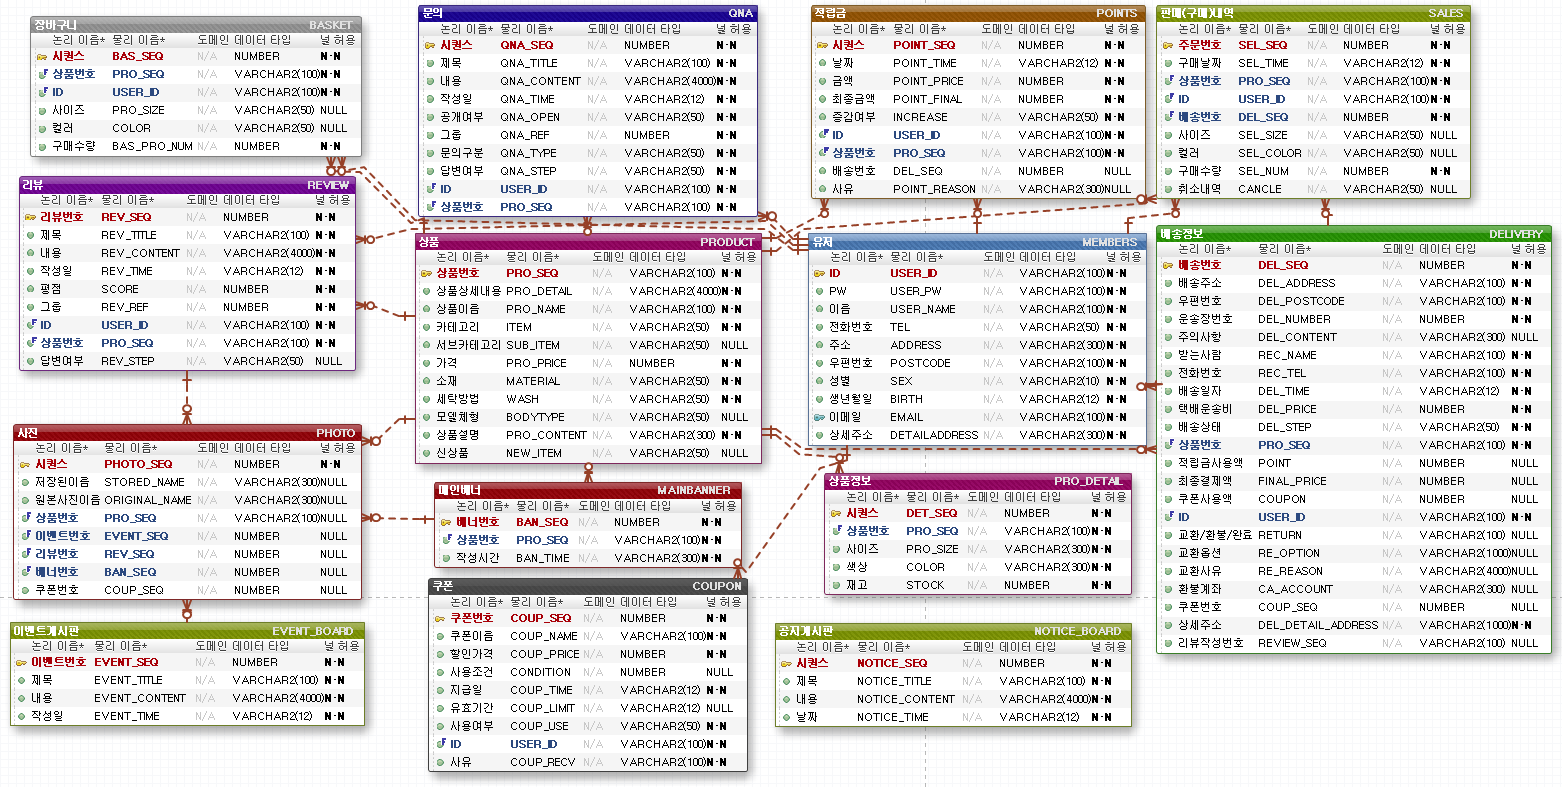 장바구니 BASKET
논리 이름* 물리 이름* 도메인 데이터 타입 널 허용
시퀀스 BAS_SEQ N/A NUMBER N-N
상품번호 PRO_SEQ N/A VARCHAR2(100) N-N
ID USER_ID N/A VARCHAR2(100) N-N
사이즈 PRO_SIZE N/A VARCHAR2(50) NULL
컬러 COLOR N/A VARCHAR2(50) NULL
구매수량 BAS_PRO_NUM N/A NUMBER N-N
문의 QNA
논리 이름* 물리 이름* 도메인 데이터 타입 널 허용
시퀀스 QNA_SEQ N/A NUMBER N-N
제목 QNA_TITLE N/A VARCHAR2(100) N-N
내용 QNA_CONTENT N/A VARCHAR2(4000) N-N
작성일 QNA_TIME N/A VARCHAR2(12) N-N
공개여부 QNA_OPEN N/A VARCHAR2(50) N-N
그룹 QNA_REF N/A NUMBER N-N
문의구분 QNA_TYPE N/A VARCHAR2(50) N-N
답변여부 QNA_STEP N/A VARCHAR2(50) N-N
ID USER_ID N/A VARCHAR2(100) N-N
상품번호 PRO_SEQ N/A VARCHAR2(100) N-N
적립금 POINTS
논리 이름* 물리 이름* 도메인 데이터 타입 널 허용
시퀀스 POINT_SEQ N/A NUMBER N-N
날짜 POINT_TIME N/A VARCHAR2(12) N-N
금액 POINT_PRICE N/A NUMBER N-N
최종금액 POINT_FINAL N/A NUMBER N-N
증감여부 INCREASE N/A VARCHAR2(50) N-N
ID USER_ID N/A VARCHAR2(100) N-N
상품번호 PRO_SEQ N/A VARCHAR2(100) N-N
배송번호 DEL_SEQ N/A NUMBER NULL
사유 POINT_REASON N/A VARCHAR2(300) NULL
판매(구매)내역 SALES
논리 이름* 물리 이름* 도메인 데이터 타입 널 허용
주문번호 SEL_SEQ N/A NUMBER N-N
구매날짜 SEL_TIME N/A VARCHAR2(12) N-N
상품번호 PRO_SEQ N/A VARCHAR2(100) N-N
ID USER_ID N/A VARCHAR2(100) N-N
배송번호 DEL_SEQ N/A NUMBER N-N
사이즈 SEL_SIZE N/A VARCHAR2(50) NULL
컬러 SEL_COLOR N/A VARCHAR2(50) NULL
구매수량 SEL_NUM N/A NUMBER N-N
취소내역 CANCLE N/A VARCHAR2(50) NULL
리뷰 REVIEW
논리 이름* 물리 이름* 도메인 데이터 타입 널 허용
리뷰번호 REV_SEQ N/A NUMBER N-N
제목 REV_TITLE N/A VARCHAR2(100) N-N
내용 REV_CONTENT N/A VARCHAR2(4000) N-N
작성일 REV_TIME N/A VARCHAR2(12) N-N
평점 SCORE N/A NUMBER N-N
그룹 REV_REF N/A NUMBER N-N
ID USER_ID N/A VARCHAR2(100) N-N
상품번호 PRO_SEQ N/A VARCHAR2(100) N-N
답변여부 REV_STEP N/A VARCHAR2(50) NULL
상품 PRODUCT
논리 이름* 물리 이름* 도메인 데이터 타입 널 허용
상품번호 PRO_SEQ N/A VARCHAR2(100) N-N
상품상세내용 PRO_DETAIL N/A VARCHAR2(4000) N-N
상품이름 PRO_NAME N/A VARCHAR2(100) N-N
카테고리 ITEM N/A VARCHAR2(50) N-N
서브카테고리 SUB_ITEM N/A VARCHAR2(50) NULL
가격 PRO_PRICE N/A NUMBER N-N
소재 MATERIAL N/A VARCHAR2(50) N-N
세탁방법 WASH N/A VARCHAR2(50) N-N
모델체형 BODYTYPE N/A VARCHAR2(50) NULL
상품설명 PRO_CONTENT N/A VARCHAR2(300) N-N
신상품 NEW_ITEM N/A VARCHAR2(50) NULL
유저 MEMBERS
논리 이름* 물리 이름* 도메인 데이터 타입 널 허용
ID USER_ID N/A VARCHAR2(100) N-N
PW USER_PW N/A VARCHAR2(100) N-N
이름 USER_NAME N/A VARCHAR2(100) N-N
전화번호 TEL N/A VARCHAR2(50) N-N
주소 ADDRESS N/A VARCHAR2(300) N-N
우편번호 POSTCODE N/A VARCHAR2(100) N-N
성별 SEX N/A VARCHAR2(10) N-N
생년월일 BIRTH N/A VARCHAR2(12) N-N
이메일 EMAIL N/A VARCHAR2(100) N-N
상세주소 DETAILADDRESS N/A VARCHAR2(300) N-N
배송정보 DELIVERY
논리 이름* 물리 이름* 도메인 데이터 타입 널 허용
배송번호 DEL_SEQ N/A NUMBER N-N
배송주소 DEL_ADDRESS N/A VARCHAR2(300) N-N
우편번호 DEL_POSTCODE N/A VARCHAR2(100) N-N
운송장번호 DEL_NUMBER N/A NUMBER N-N
주의사항 DEL_CONTENT N/A VARCHAR2(300) NULL
받는사람 REC_NAME N/A VARCHAR2(100) N-N
전화번호 REC_TEL N/A VARCHAR2(100) N-N
배송일자 DEL_TIME N/A VARCHAR2(12) N-N
택배운송비 DEL_PRICE N/A NUMBER N-N
배송상태 DEL_STEP N/A VARCHAR2(50) N-N
상품번호 PRO_SEQ N/A VARCHAR2(100) N-N
적립금사용액 POINT N/A NUMBER NULL
최종결제액 FINAL_PRICE N/A NUMBER NULL
쿠폰사용액 COUPON N/A NUMBER NULL
ID USER_ID N/A VARCHAR2(100) N-N
교환/환불/완료 RETURN N/A VARCHAR2(100) NULL
교환옵션 RE_OPTION N/A VARCHAR2(1000) NULL
교환사유 RE_REASON N/A VARCHAR2(4000) NULL
환불계좌 CA_ACCOUNT N/A VARCHAR2(300) NULL
쿠폰번호 COUP_SEQ N/A NUMBER N-N
상세주소 DEL_DETAIL_ADDRESS N/A VARCHAR2(1000) N-N
리뷰작성번호 REVIEW_SEQ N/A VARCHAR2(100) NULL
사진 PHOTO
논리 이름* 물리 이름* 도메인 데이터 타입 널 허용
시퀀스 PHOTO_SEQ N/A NUMBER N-N
저장된이름 STORED_NAME N/A VARCHAR2(300) NULL
원본사진이름 ORIGINAL_NAME N/A VARCHAR2(300) NULL
상품번호 PRO_SEQ N/A VARCHAR2(100) NULL
이벤트번호 EVENT_SEQ N/A NUMBER NULL
리뷰번호 REV_SEQ N/A NUMBER NULL
배너번호 BAN_SEQ N/A NUMBER NULL
쿠폰번호 COUP_SEQ N/A NUMBER NULL
메인배너 MAINBANNER
논리 이름* 물리 이름* 도메인 데이터 타입 널 허용
배너번호 BAN_SEQ N/A NUMBER N-N
상품번호 PRO_SEQ N/A VARCHAR2(100) N-N
작성시간 BAN_TIME N/A VARCHAR2(300) N-N
상품정보 PRO_DETAIL
논리 이름* 물리 이름* 도메인 데이터 타입 널 허용
시퀀스 DET_SEQ N/A NUMBER N-N
상품번호 PRO_SEQ N/A VARCHAR2(100) N-N
사이즈 PRO_SIZE N/A VARCHAR2(300) N-N
색상 COLOR N/A VARCHAR2(300) N-N
재고 STOCK N/A NUMBER N-N
쿠폰 COUPON
논리 이름* 물리 이름* 도메인 데이터 타입 널 허용
쿠폰번호 COUP_SEQ N/A NUMBER N-N
쿠폰이름 COUP_NAME N/A VARCHAR2(100) N-N
할인가격 COUP_PRICE N/A NUMBER N-N
사용조건 CONDITION N/A NUMBER NULL
지급일 COUP_TIME N/A VARCHAR2(12) N-N
유효기간 COUP_LIMIT N/A VARCHAR2(12) NULL
사용여부 COUP_USE N/A VARCHAR2(50) N-N
ID USER_ID N/A VARCHAR2(100) N-N
사유 COUP_RECV N/A VARCHAR2(100) N-N
이벤트게시판 EVENT_BOARD
논리 이름* 물리 이름* 도메인 데이터 타입 널 허용
이벤트번호 EVENT_SEQ N/A NUMBER N-N
제목 EVENT_TITLE N/A VARCHAR2(100) N-N
내용 EVENT_CONTENT N/A VARCHAR2(4000) N-N
작성일 EVENT_TIME N/A VARCHAR2(12) N-N
공지게시판 NOTICE_BOARD
논리 이름* 물리 이름* 도메인 데이터 타입 널 허용
시퀀스 NOTICE_SEQ N/A NUMBER N-N
제목 NOTICE_TITLE N/A VARCHAR2(100) N-N
내용 NOTICE_CONTENT N/A VARCHAR2(4000) N-N
날짜 NOTICE_TIME N/A VARCHAR2(12) N-N